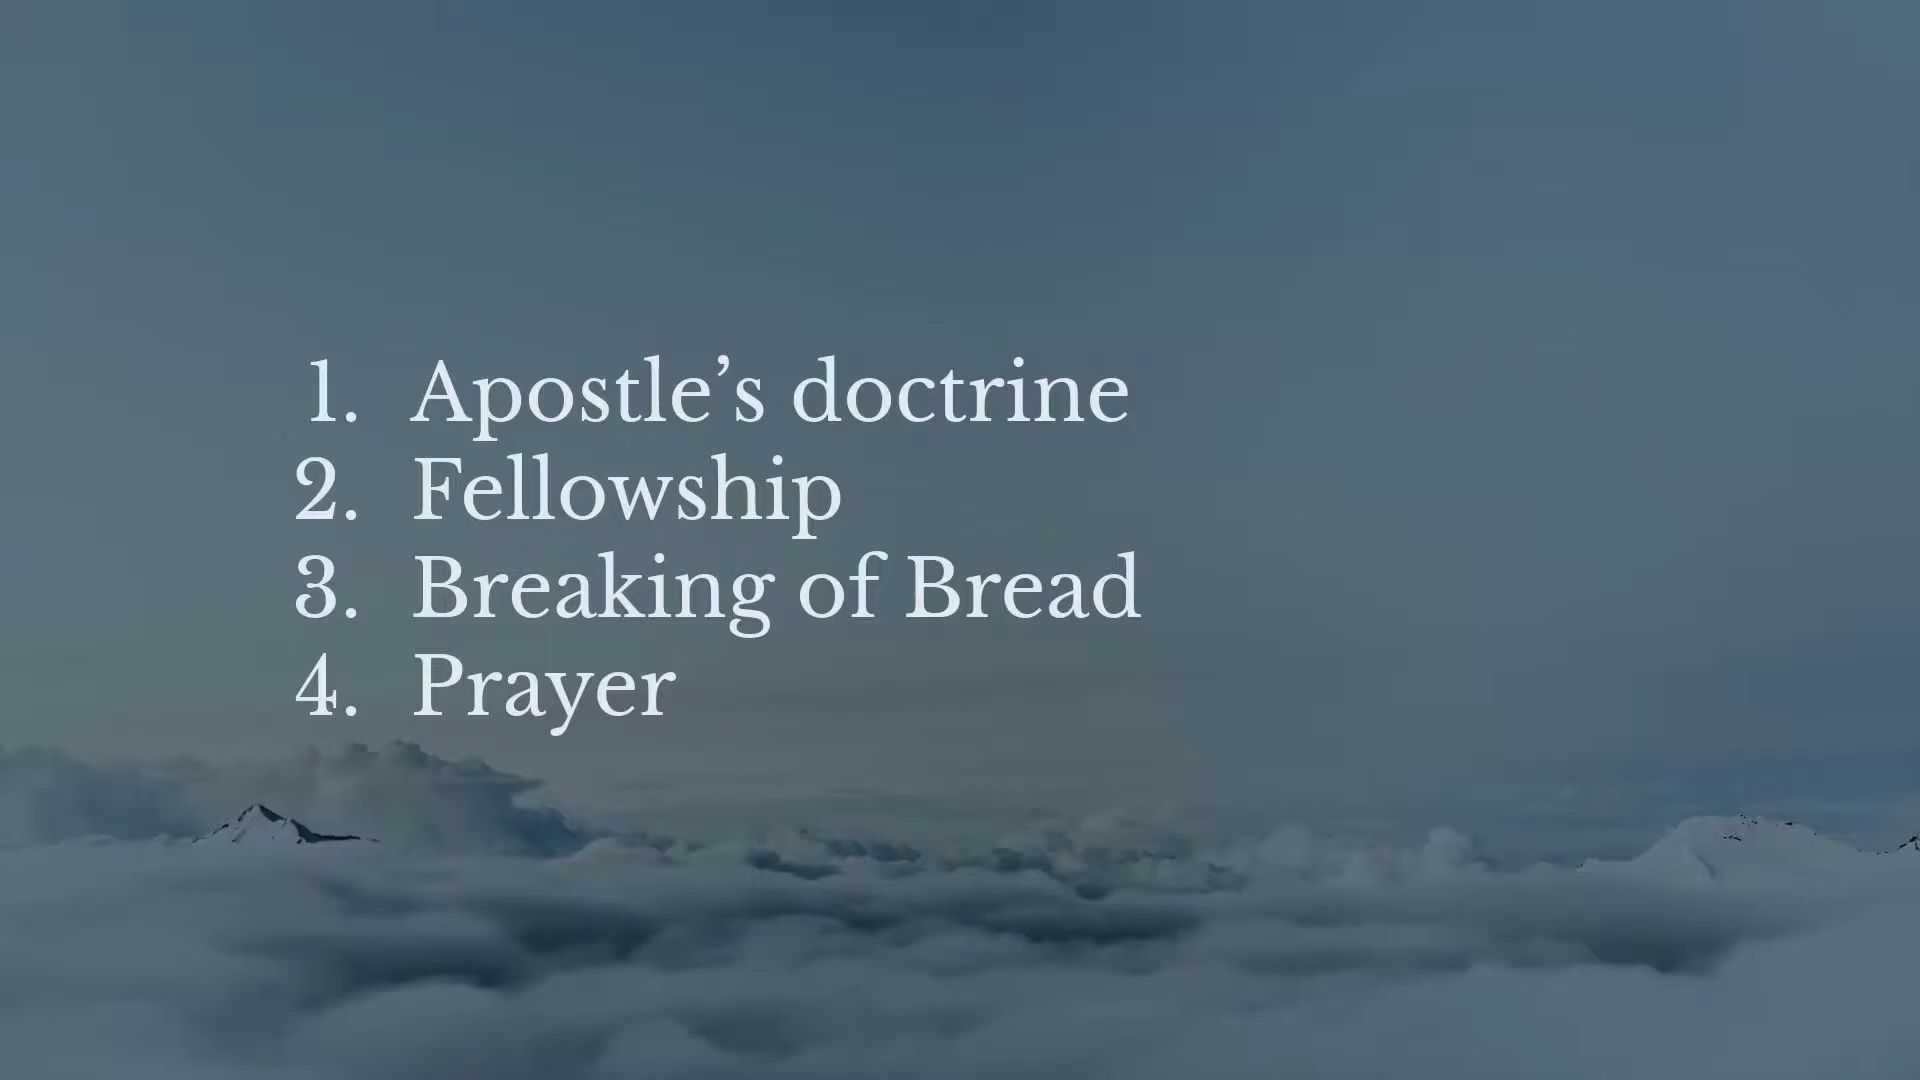 1. Apostle’s doctrine
2. Fellowship
3. Breaking of Bread
4. Prayer